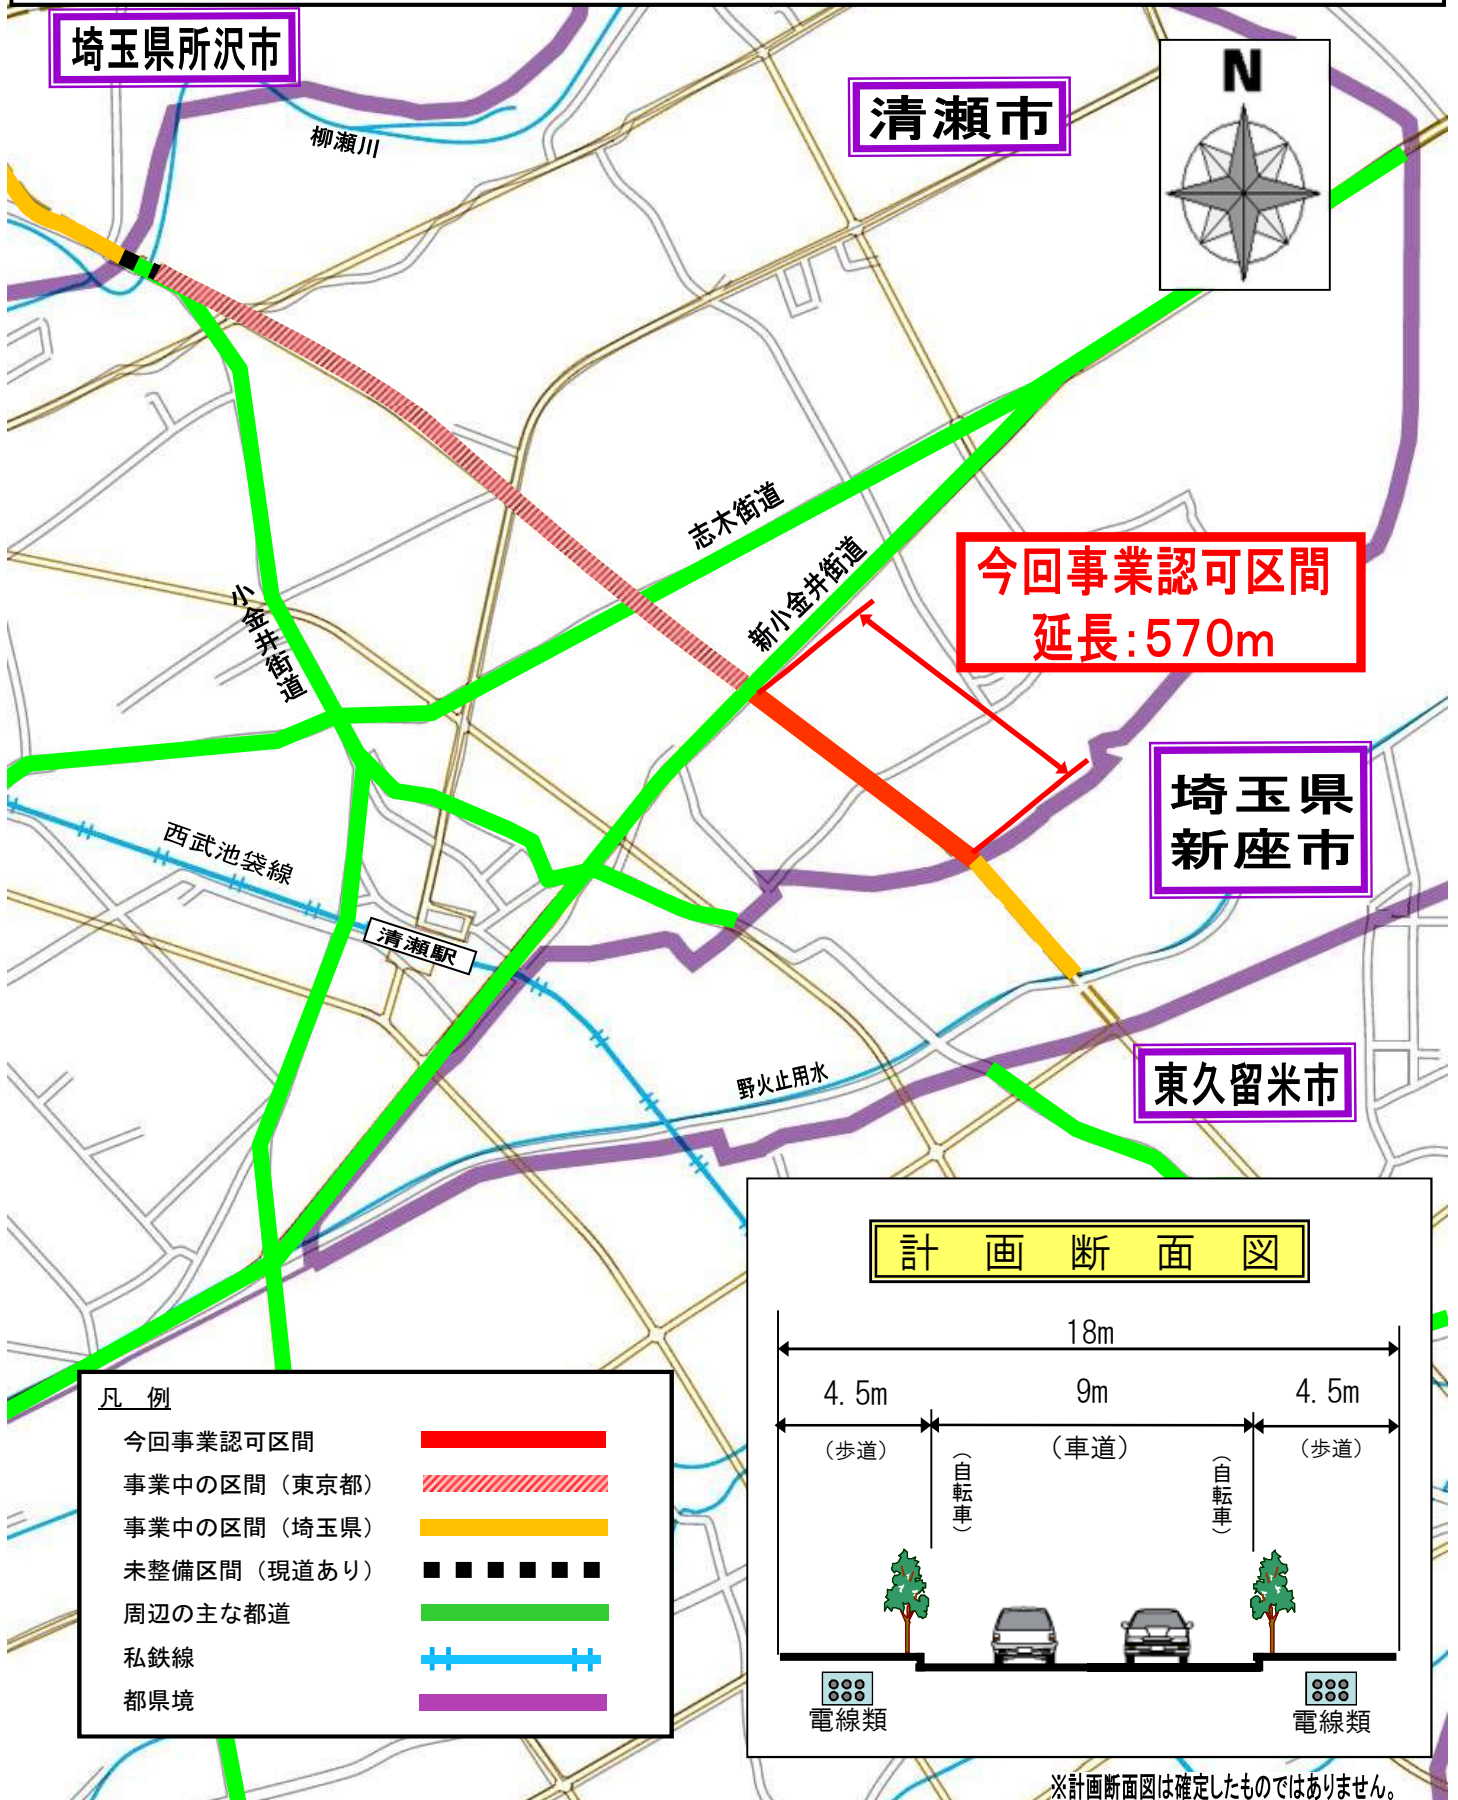 埼玉県所沢市
清瀬市
N
柳瀬川
志木街道
新小金井街道
小金井街道
今回事業認可区間
延長:570m
埼玉県
新座市
西武池袋線
清瀬駅
野火止用水
東久留米市
計画断面図
18m
4.5m
9m
4.5m
（歩道）
（車道）
（歩道）
（自転車）
（自転車）
電線類
電線類
凡　例
今回事業認可区間
事業中の区間（東京都）
事業中の区間（埼玉県）
未整備区間（現道あり）
周辺の主な都道
私鉄線
都県境
※計画断面図は確定したものではありません。